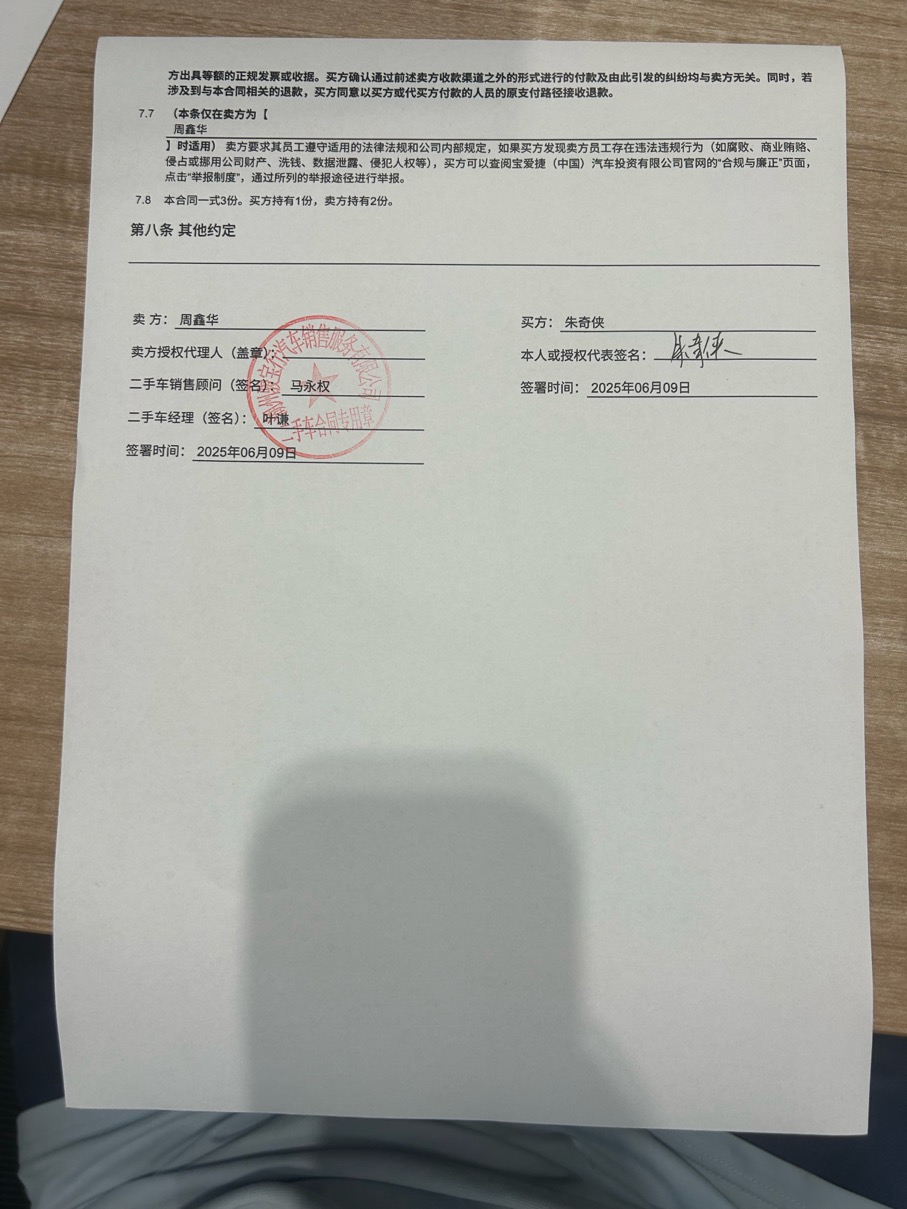 方出具等额的正规发票或收据。买方确认通过前述卖方收款渠道之外的形式进行的付款及由此引发的纠纷均与卖方无关。同时，若
涉及到与本合同相关的退款，买方同意以买方或代买方付款的人员的原支付路径接收退款。
7.7 （本条仅在卖方为【
周鑫华
】时适用） 卖方要求其员工遵守适用的法律法规和公司内部规定，如果买方发现卖方员工存在违法违规行为（如腐败、商业贿赂、
侵占或挪用公司财产、洗钱、数据泄露、侵犯人权等），买方可以查阅宝爱捷（中国）汽车投资有限公司官网的“合规与廉正”页面，
点击“举报制度”，通过所列的举报途径进行举报。
7.8 本合同一式3份。买方持有1份，卖方持有2份。
第八条 其他约定
卖 方： 周鑫华
卖方授权代理人（盖章）：
二手车销售顾问（签名）： 马永权
二手车经理（签名）： 叶谦
签署时间： 2025年06月09日
汽车销售服务有限公司
二手车合同专用章
买方： 朱奇侠
本人或授权代表签名： 朱奇侠
签署时间： 2025年06月09日